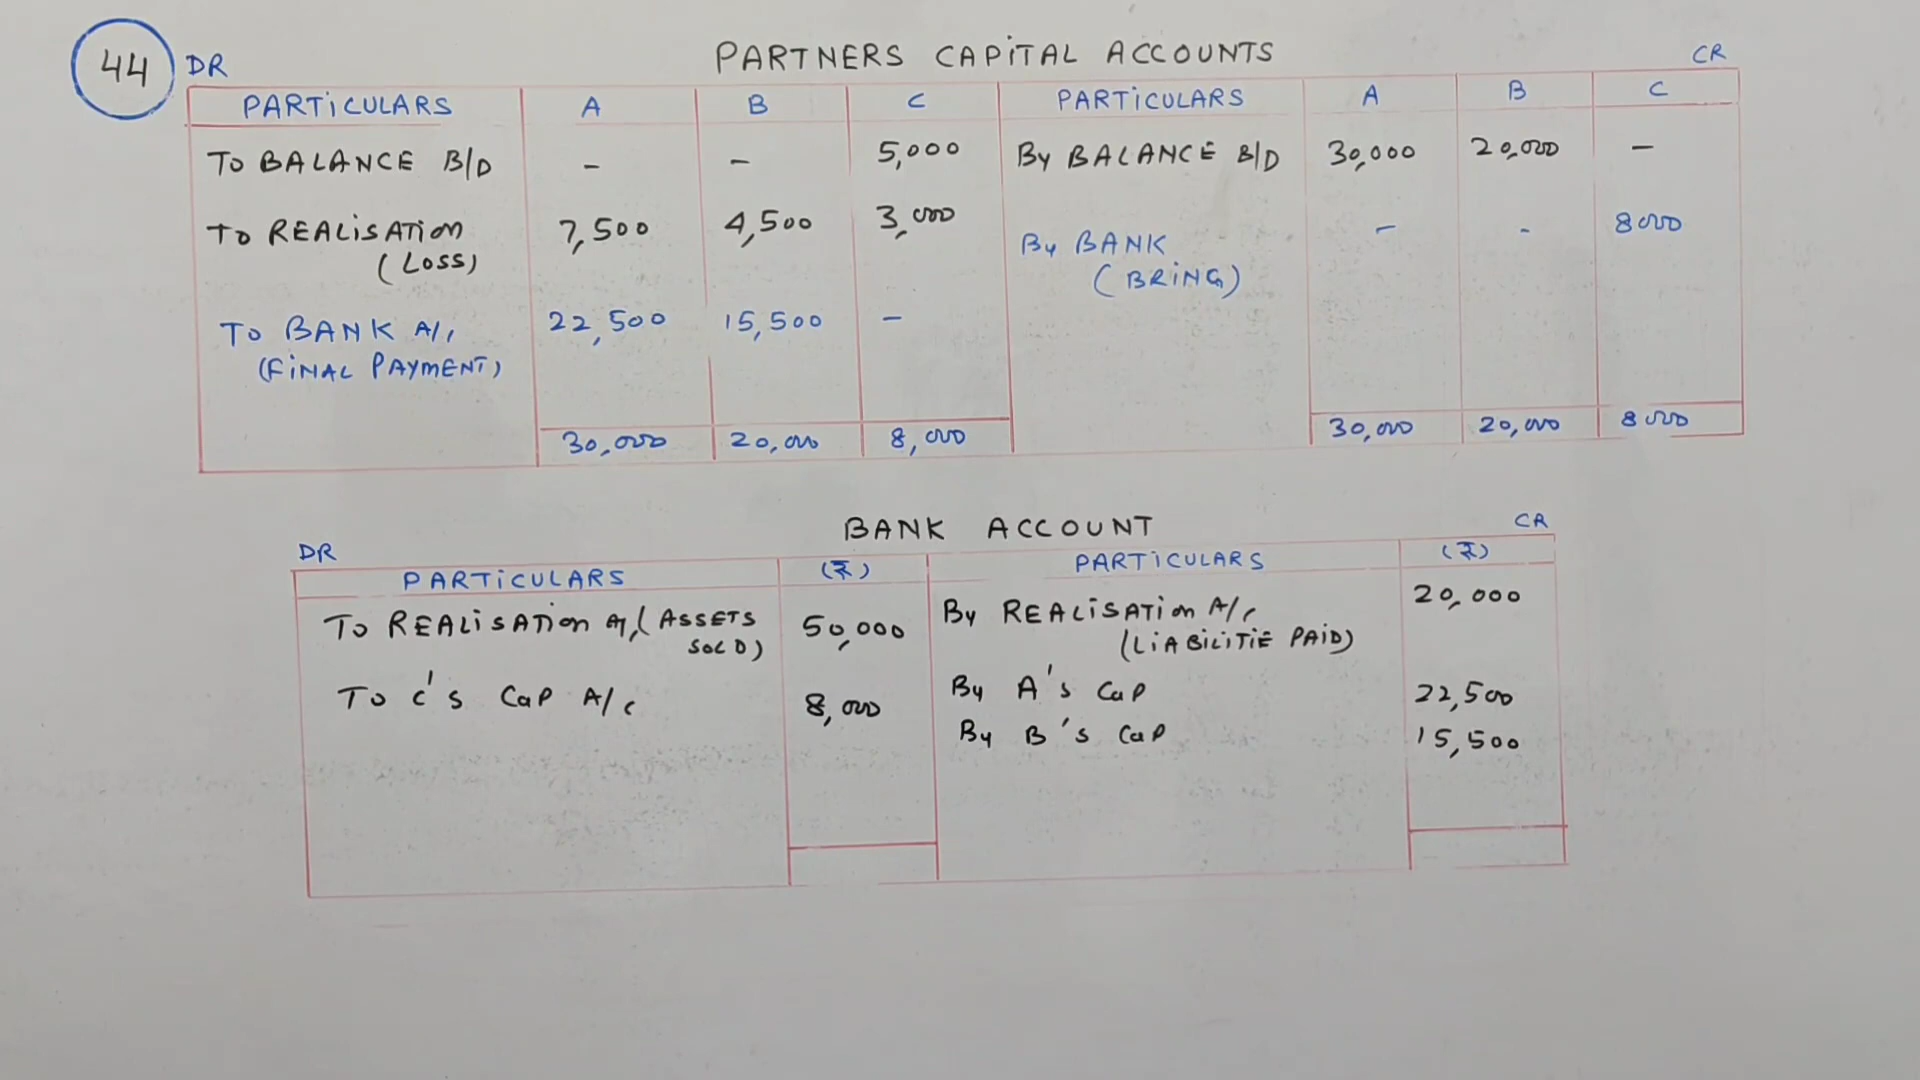 44 DR PARTNERS CAPITAL ACCOUNTS CR
PARTICULARS A B C PARTICULARS A B C
TO BALANCE B/D - - 5,000 By BALANCE B/D 30,000 20,000 -
TO REALISATION 7,500 4,500 3,000 By BANK - - 8000
(LOSS) (BRING)
TO BANK A/c 22,500 15,500 -
(FINAL PAYMENT)
30,000 20,000 8,000 30,000 20,000 8000
BANK ACCOUNT
DR CR
PARTICULARS (₹) PARTICULARS (₹)
TO REALISATION A/c (ASSETS 50,000 By REALISATION A/c 20,000
SOLD) (LIABILITIE PAID)
To C's Cap A/c 8,000 By A's Cap 22,500
By B's Cap 15,500